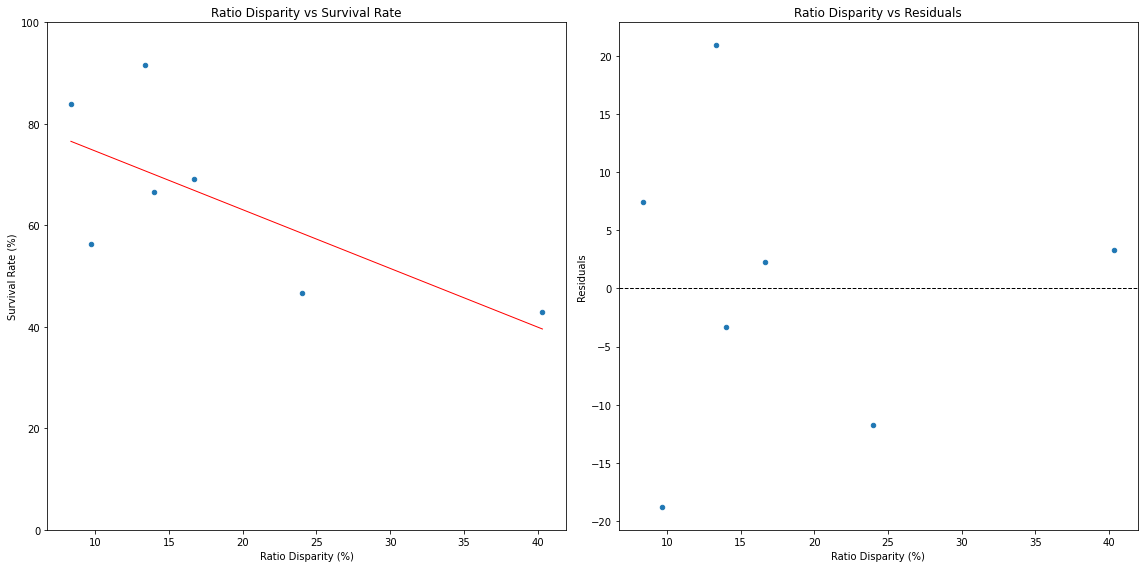 Ratio Disparity vs Survival Rate
100
80
60
40
20
0
Survival Rate (%)
10 15 20 25 30 35 40
Ratio Disparity (%)
Ratio Disparity vs Residuals
20
15
10
5
0
−5
−10
−15
−20
Residuals
10 15 20 25 30 35 40
Ratio Disparity (%)